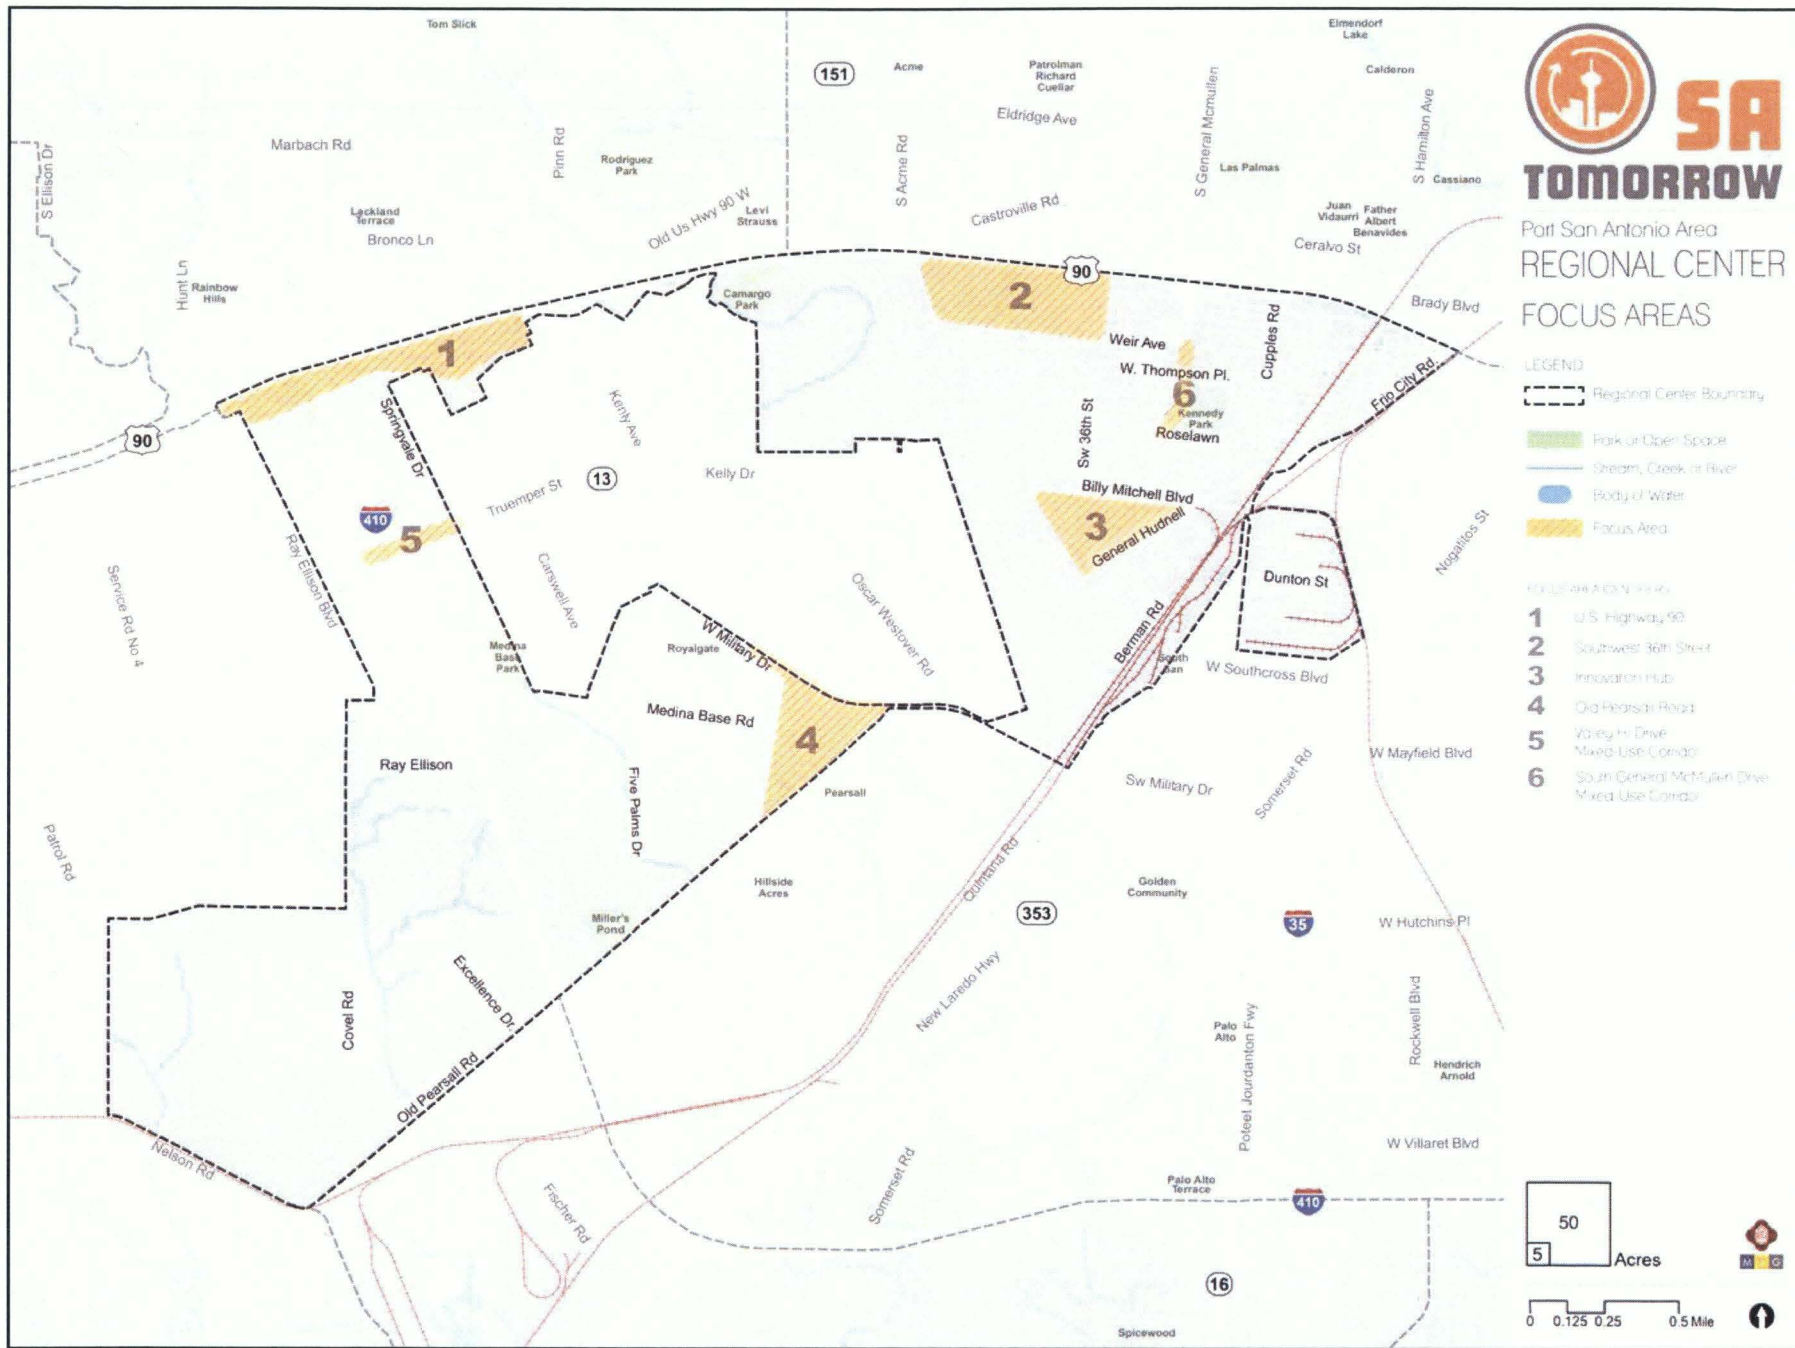 Tom Slick
Elmendorf
Lake
151
Acme
Patrolman
Richard
Cuellar
Calderon
Eldridge Ave
S General Mcmullen
S Hamilton Ave
Marbach Rd
Pinn Rd
S Ellison Dr
Rodriguez
Park
S Acme Rd
Las Palmas
Cassiano
Lackland
Terrace
Bronco Ln
Old Us Hwy 90 W
Levi
Strauss
Castroville Rd
Juan
Vidaurri
Father
Albert
Benavides
Ceralvo St
Hunt Ln
Rainbow
Hills
Camargo
Park
90
2
Brady Blvd
1
Weir Ave
W. Thompson Pl.
Cupples Rd
Frio City Rd.
6
Kennedy
Park
Roselawn
Sw 36th St
90
Springvale Dr
Kenly Ave
13
Kelly Dr
Truemper St
Billy Mitchell Blvd
3
General Hudnell
410
5
Ray Ellison Blvd
Service Rd No 4
Carswell Ave
Oscar Westover Rd
Dunton St
Nogalitos St
Berman Rd
Medina
Base
Park
Royalgate
W Military Dr
South
San
W Southcross Blvd
Medina Base Rd
4
Ray Ellison
Five Palms Dr
Pearsall
Sw Military Dr
Somerset Rd
W Mayfield Blvd
Patrol Rd
Hillside
Acres
Quintana Rd
Golden
Community
353
35
W Hutchins Pl
Miller's
Pond
Excellence Dr.
Covel Rd
New Laredo Hwy
Palo
Alto
Poteet Jourdanton Fwy
Rockwell Blvd
Hendrich
Arnold
Old Pearsall Rd
Nelson Rd
W Villaret Blvd
Fischer Rd
Somerset Rd
Palo Alto
Terrace
410
16
Spicewood
SA
TOMORROW
Port San Antonio Area
REGIONAL CENTER
FOCUS AREAS
LEGEND
Regional Center Boundary
Park or Open Space
Stream, Creek or River
Body of Water
Focus Area
1 U.S. Highway 90
2 Southwest 36th Street
3 Innovation Hub
4 Old Pearsall Road
5 Valley Hi Drive
Mixed-Use Corridor
6 South General McMullen Drive
Mixed-Use Corridor
50
5
Acres
0 0.125 0.25 0.5 Mile